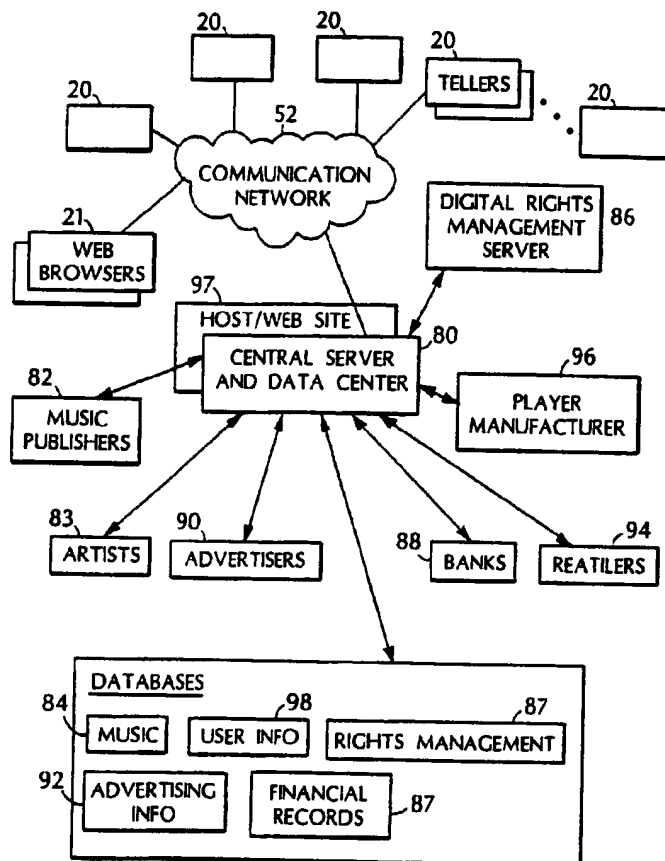 20
20
20
TELLERS
20
20
52
COMMUNICATION
NETWORK
21
WEB
BROWSERS
DIGITAL RIGHTS
MANAGEMENT
SERVER
86
97
HOST/WEB SITE
80
CENTRAL SERVER
AND DATA CENTER
82
MUSIC
PUBLISHERS
96
PLAYER
MANUFACTURER
83
ARTISTS
90
ADVERTISERS
88
BANKS
94
REATILERS
DATABASES
84
MUSIC
98
USER INFO
87
RIGHTS MANAGEMENT
92
ADVERTISING
INFO
FINANCIAL
RECORDS
87